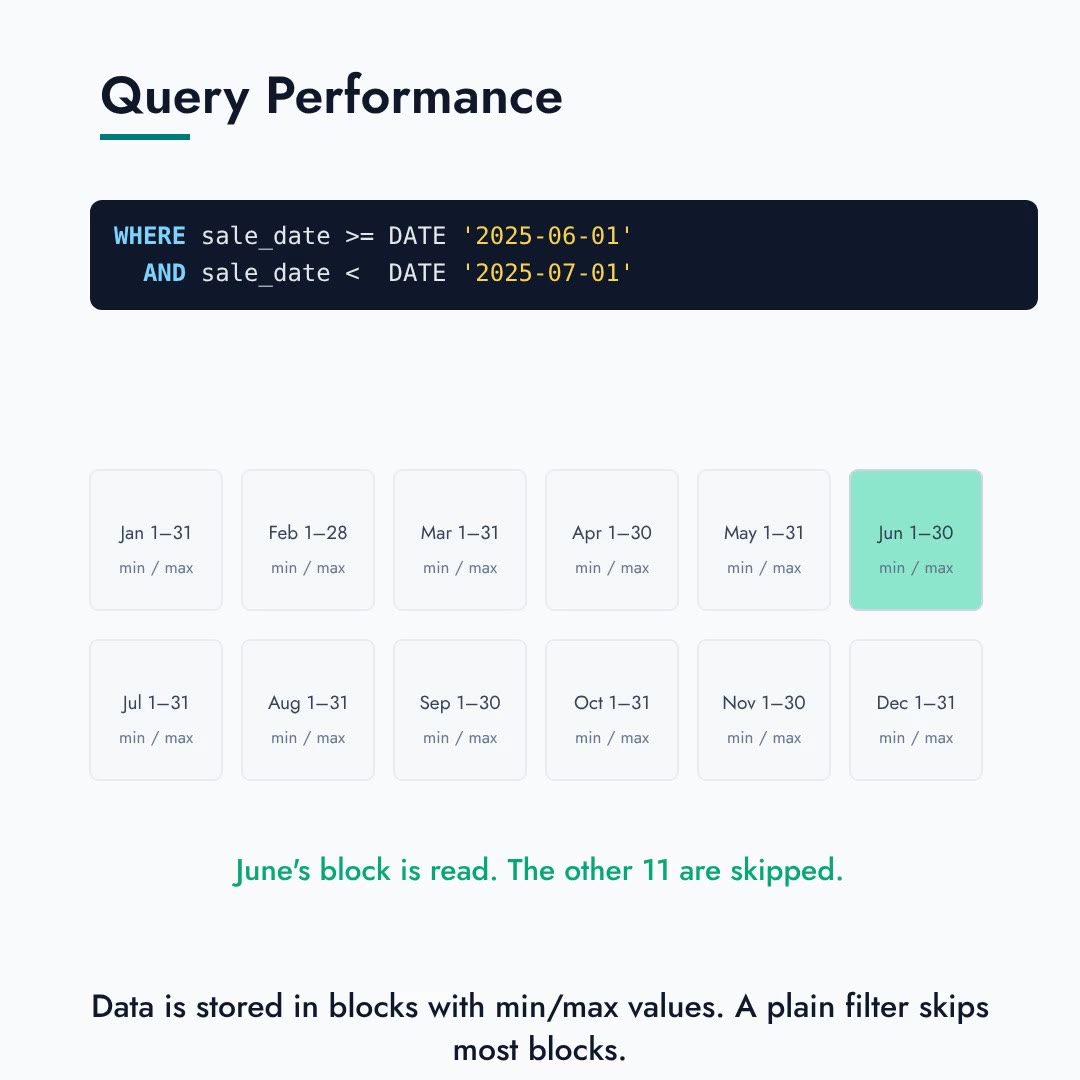 Query Performance
WHERE sale_date >= DATE '2025-06-01'
  AND sale_date <  DATE '2025-07-01'
Jan 1–31
min / max
Feb 1–28
min / max
Mar 1–31
min / max
Apr 1–30
min / max
May 1–31
min / max
Jun 1–30
min / max
Jul 1–31
min / max
Aug 1–31
min / max
Sep 1–30
min / max
Oct 1–31
min / max
Nov 1–30
min / max
Dec 1–31
min / max
June's block is read. The other 11 are skipped.
Data is stored in blocks with min/max values. A plain filter skips
most blocks.